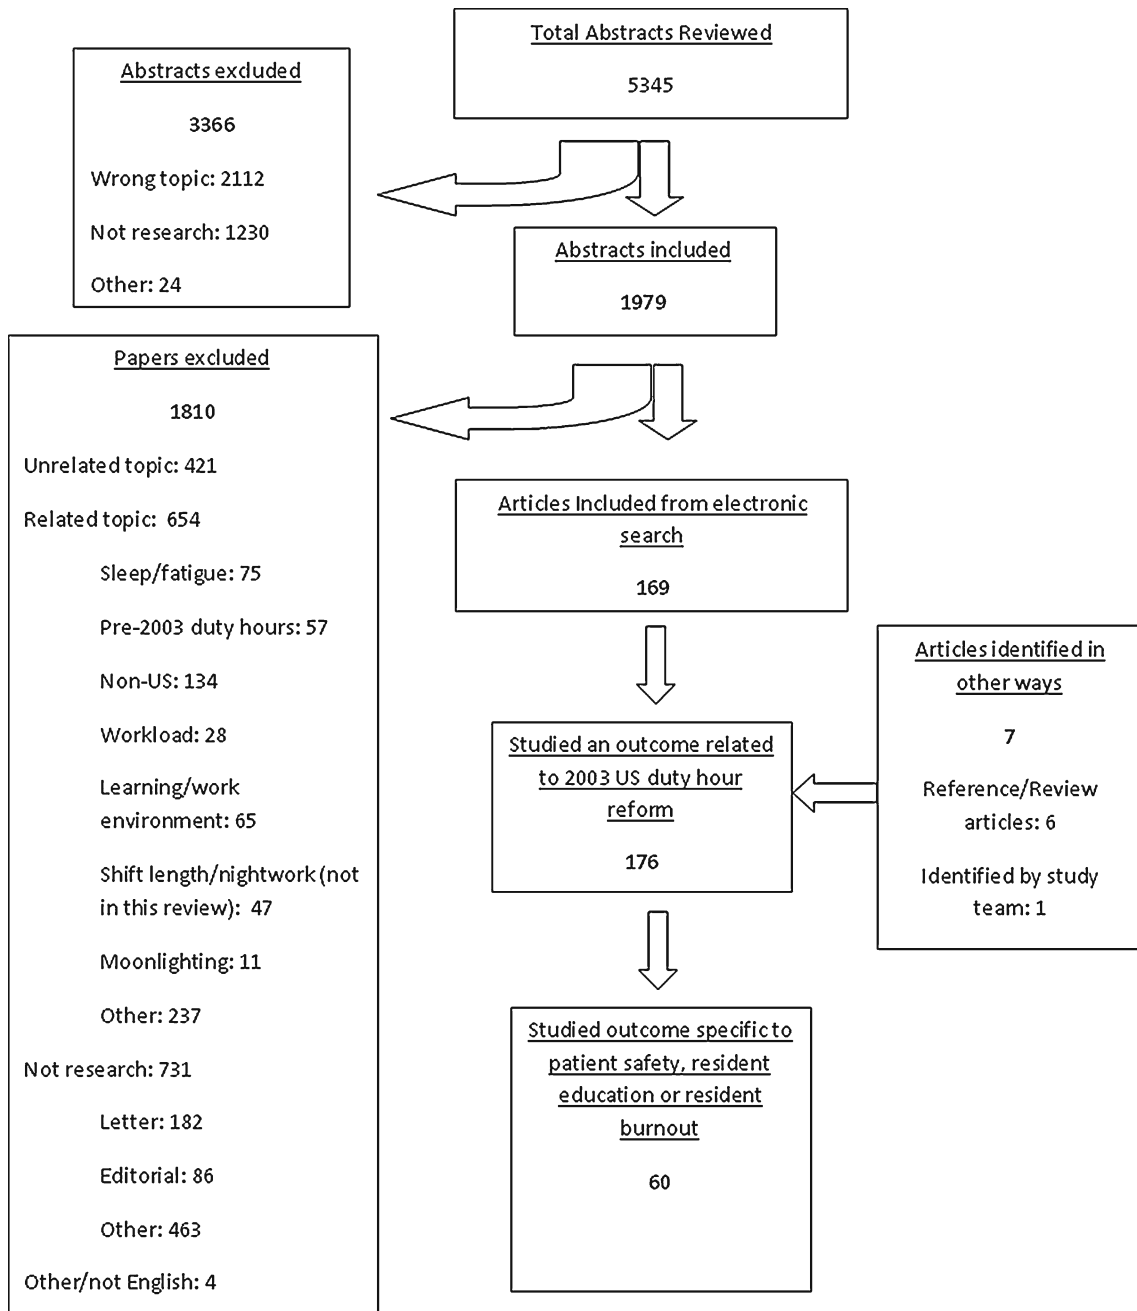 Total Abstracts Reviewed
5345
Abstracts excluded
3366
Wrong topic: 2112
Not research: 1230
Other: 24
Abstracts included
1979
Papers excluded
1810
Unrelated topic: 421
Related topic:  654
Sleep/fatigue: 75
Pre-2003 duty hours: 57
Non-US: 134
Workload: 28
Learning/work
environment: 65
Shift length/nightwork (not
in this review):  47
Moonlighting: 11
Other: 237
Not research: 731
Letter: 182
Editorial: 86
Other: 463
Other/not English: 4
Articles Included from electronic
search
169
Articles identified in
other ways
7
Reference/Review
articles: 6
Identified by study
team: 1
Studied an outcome related
to 2003 US duty hour
reform
176
Studied outcome specific to
patient safety, resident
education or resident
burnout
60